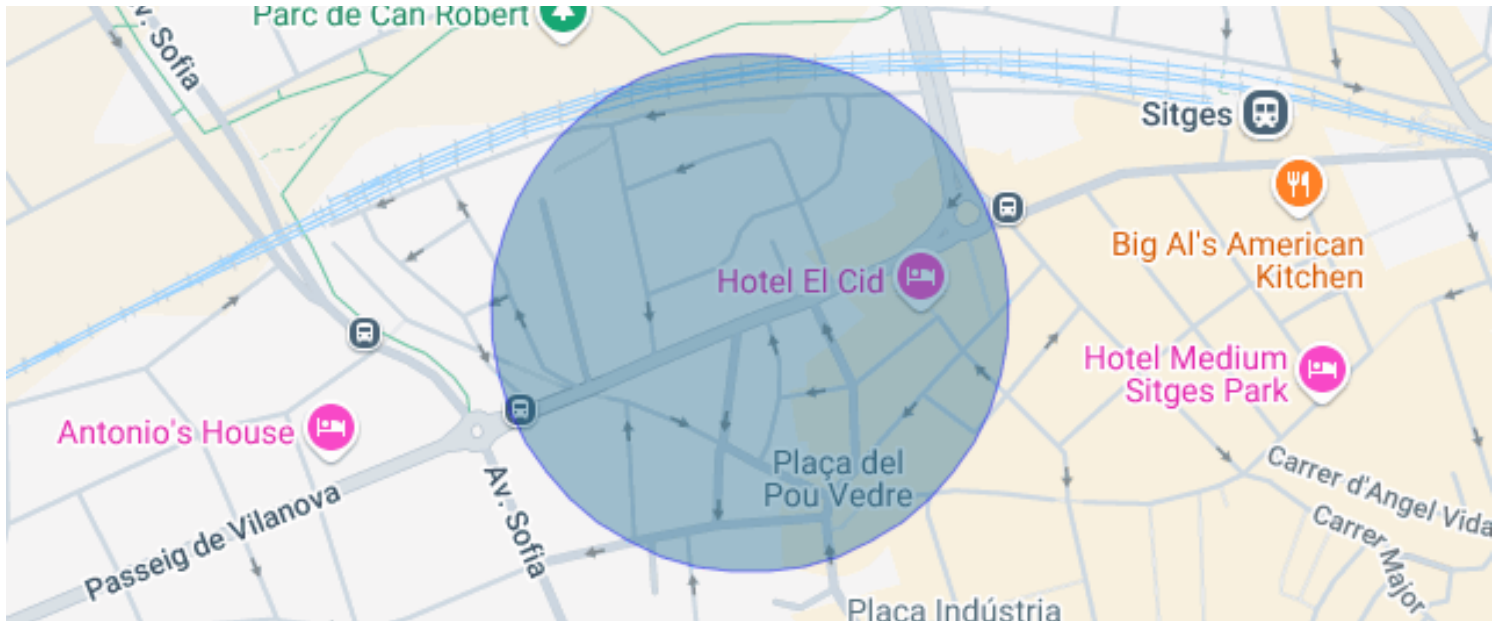 Parc de Can Robert
Av. Sofia
Sitges
Big Al's American
Kitchen
Hotel El Cid
Hotel Medium
Sitges Park
Antonio's House
Plaça del
Pou Vedre
Passeig de Vilanova
Av. Sofia
Carrer d'Angel Vida
Carrer Major
Plaça Indústria